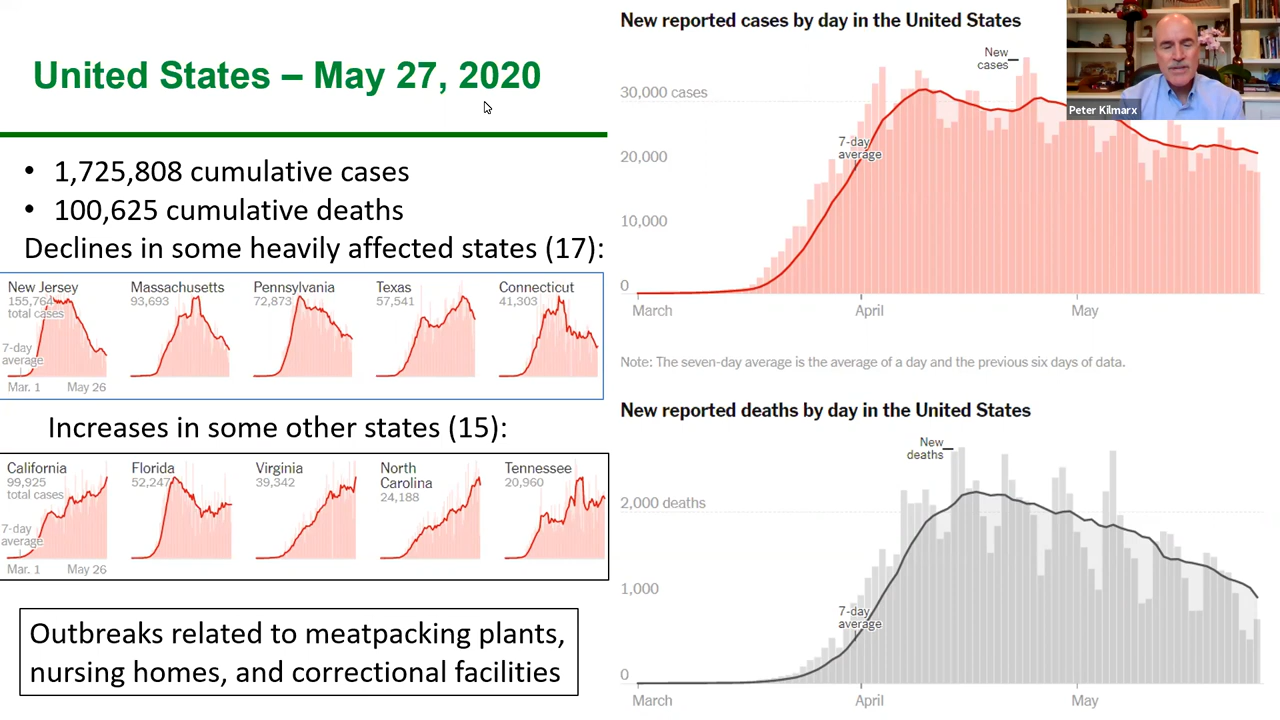 United States – May 27, 2020
• 1,725,808 cumulative cases
• 100,625 cumulative deaths
Declines in some heavily affected states (17):
New Jersey
155,764
total cases
7-day
average
Mar. 1 May 26
Massachusetts
93,693
Pennsylvania
72,873
Texas
57,541
Connecticut
41,303
Increases in some other states (15):
California
99,925
total cases
7-day
average
Mar. 1 May 26
Florida
52,247
Virginia
39,342
North
Carolina
24,188
Tennessee
20,960
Outbreaks related to meatpacking plants,
nursing homes, and correctional facilities
New reported cases by day in the United States
New
cases
30,000 cases
7-day
average
20,000
10,000
0
March April May
Note: The seven-day average is the average of a day and the previous six days of data.
New reported deaths by day in the United States
New
deaths
2,000 deaths
1,000
7-day
average
0
March April May
Peter Kilmarx